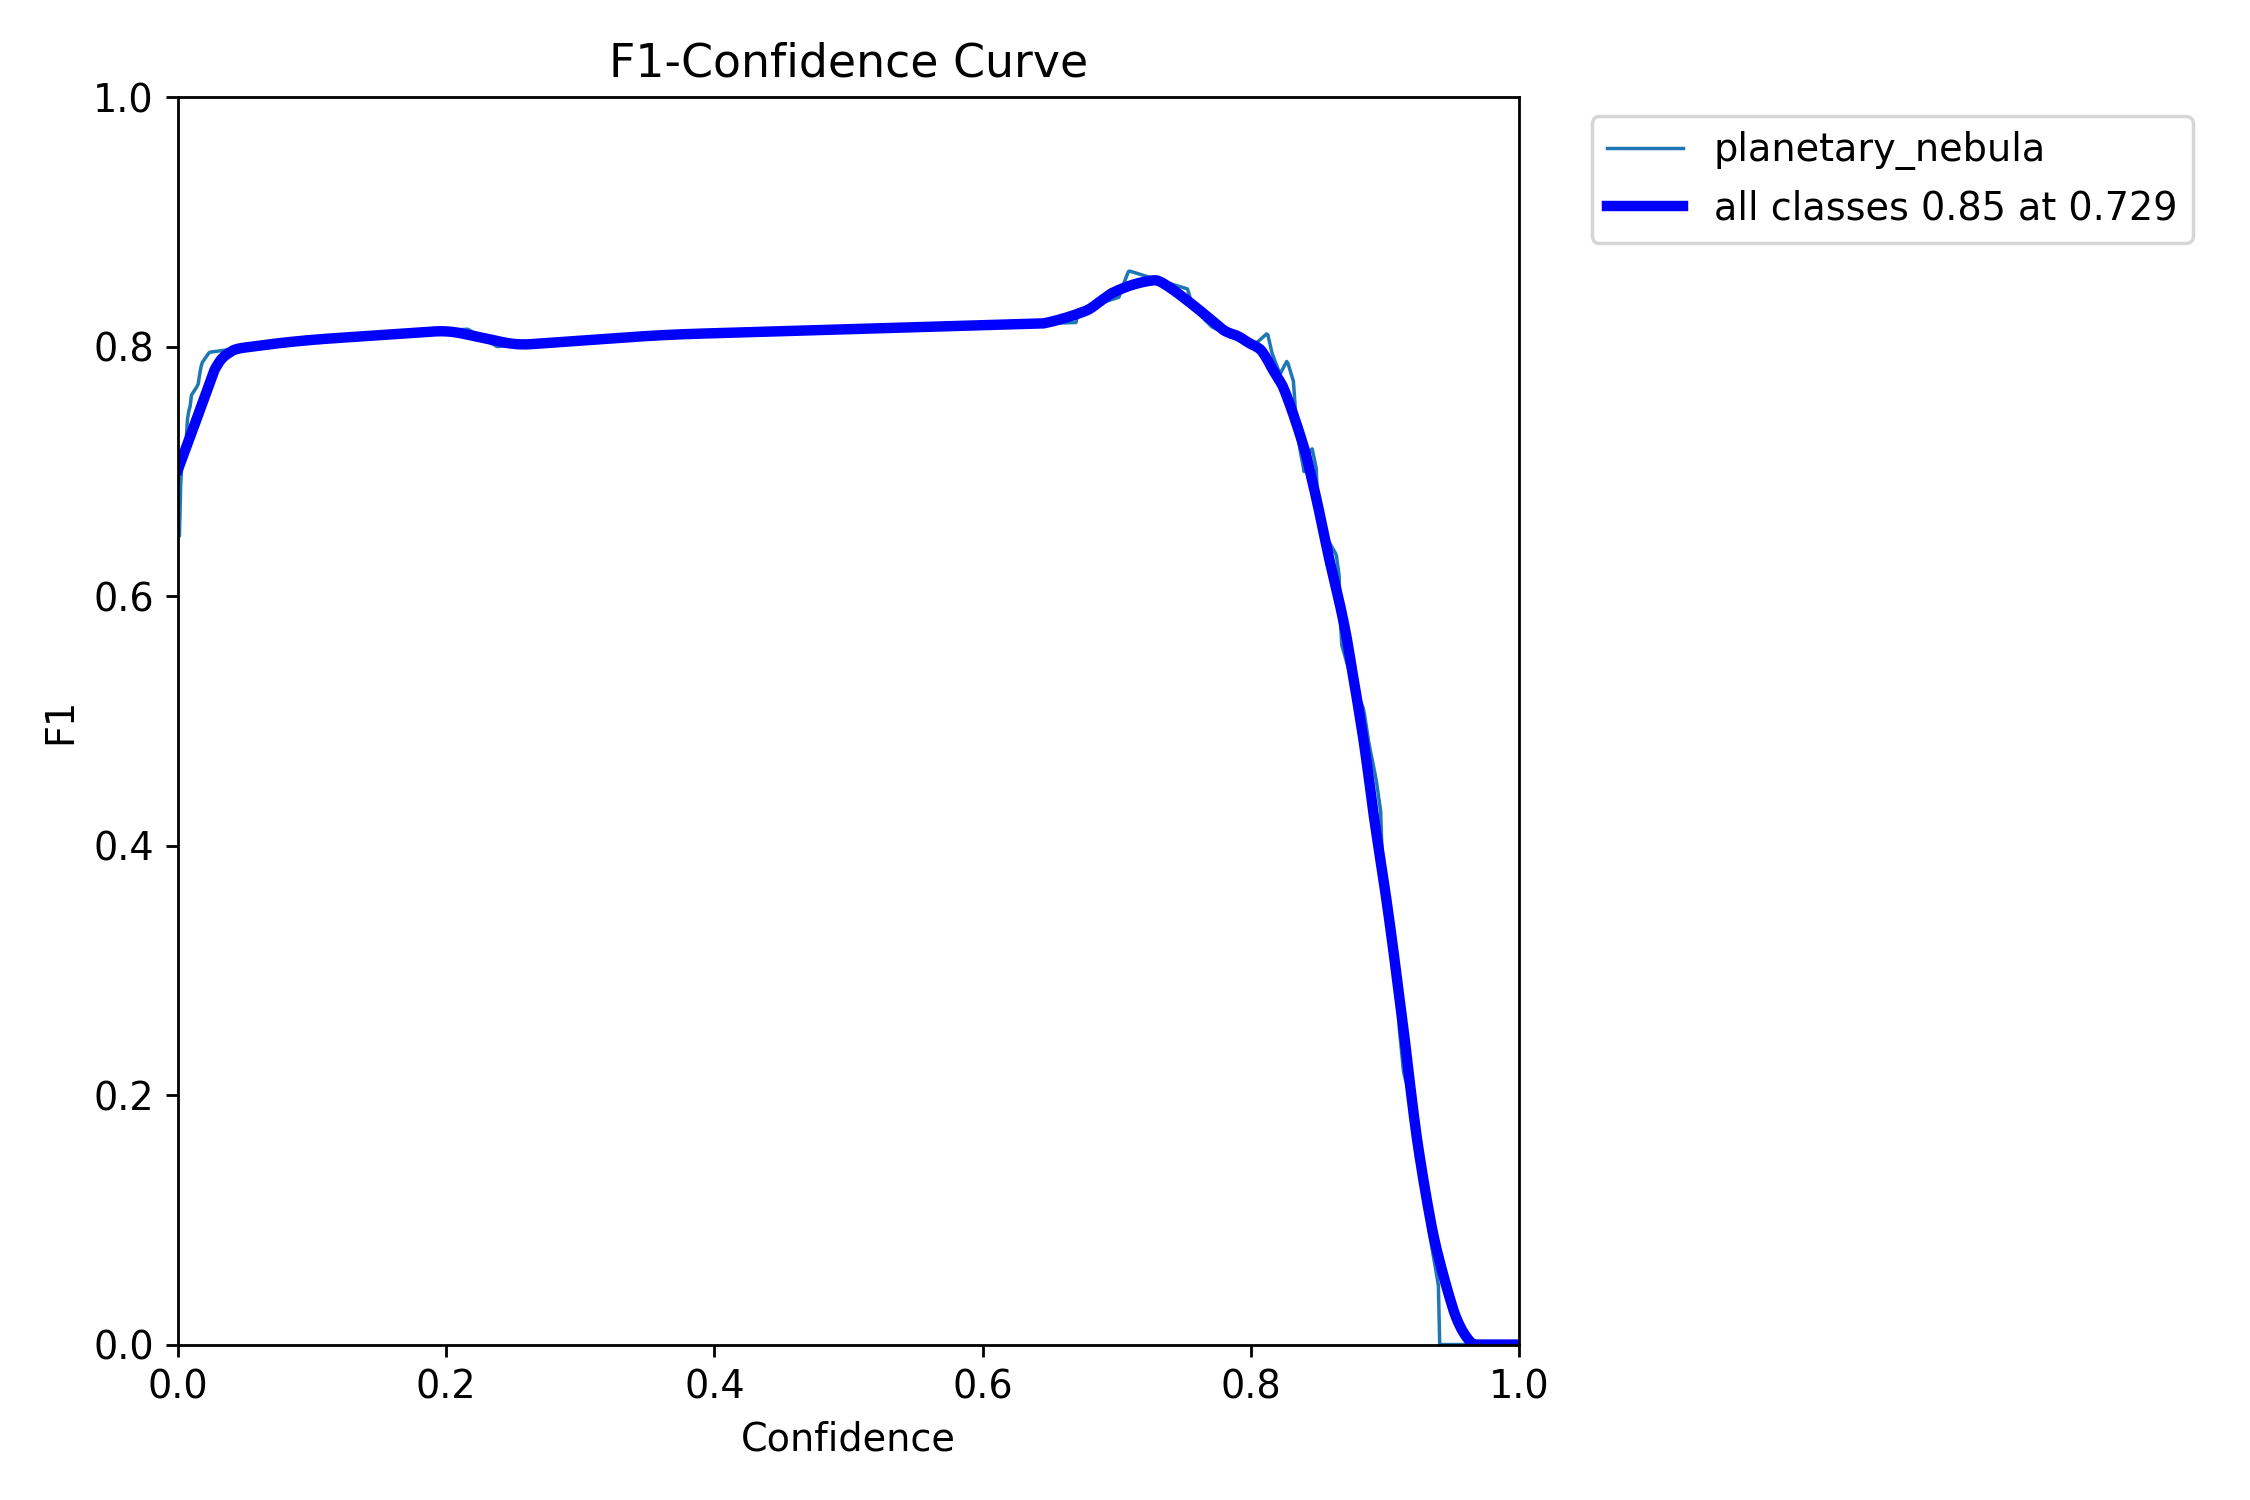 F1-Confidence Curve
planetary_nebula
all classes 0.85 at 0.729
1.0
0.8
0.6
0.4
0.2
0.0
F1
0.0 0.2 0.4 0.6 0.8 1.0
Confidence